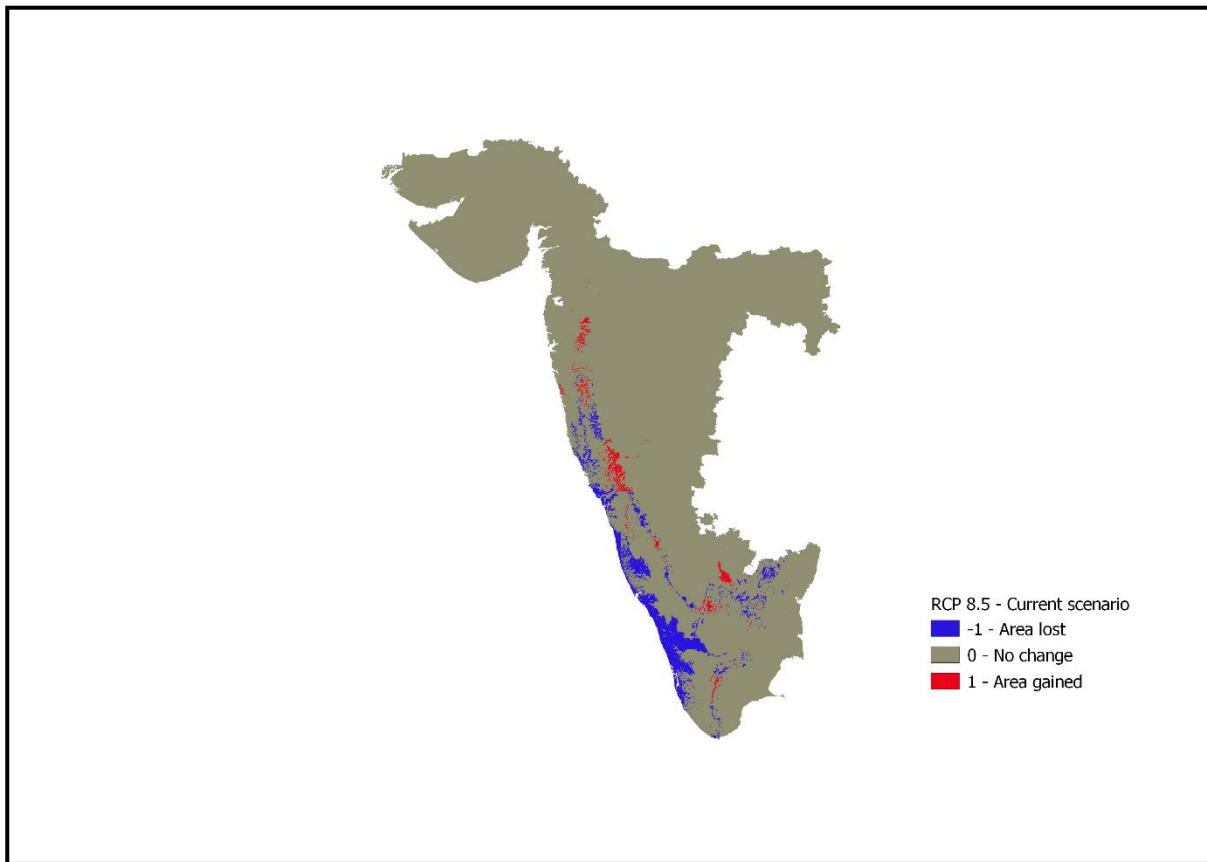 RCP 8.5 - Current scenario
-1 - Area lost
0 - No change
1 - Area gained